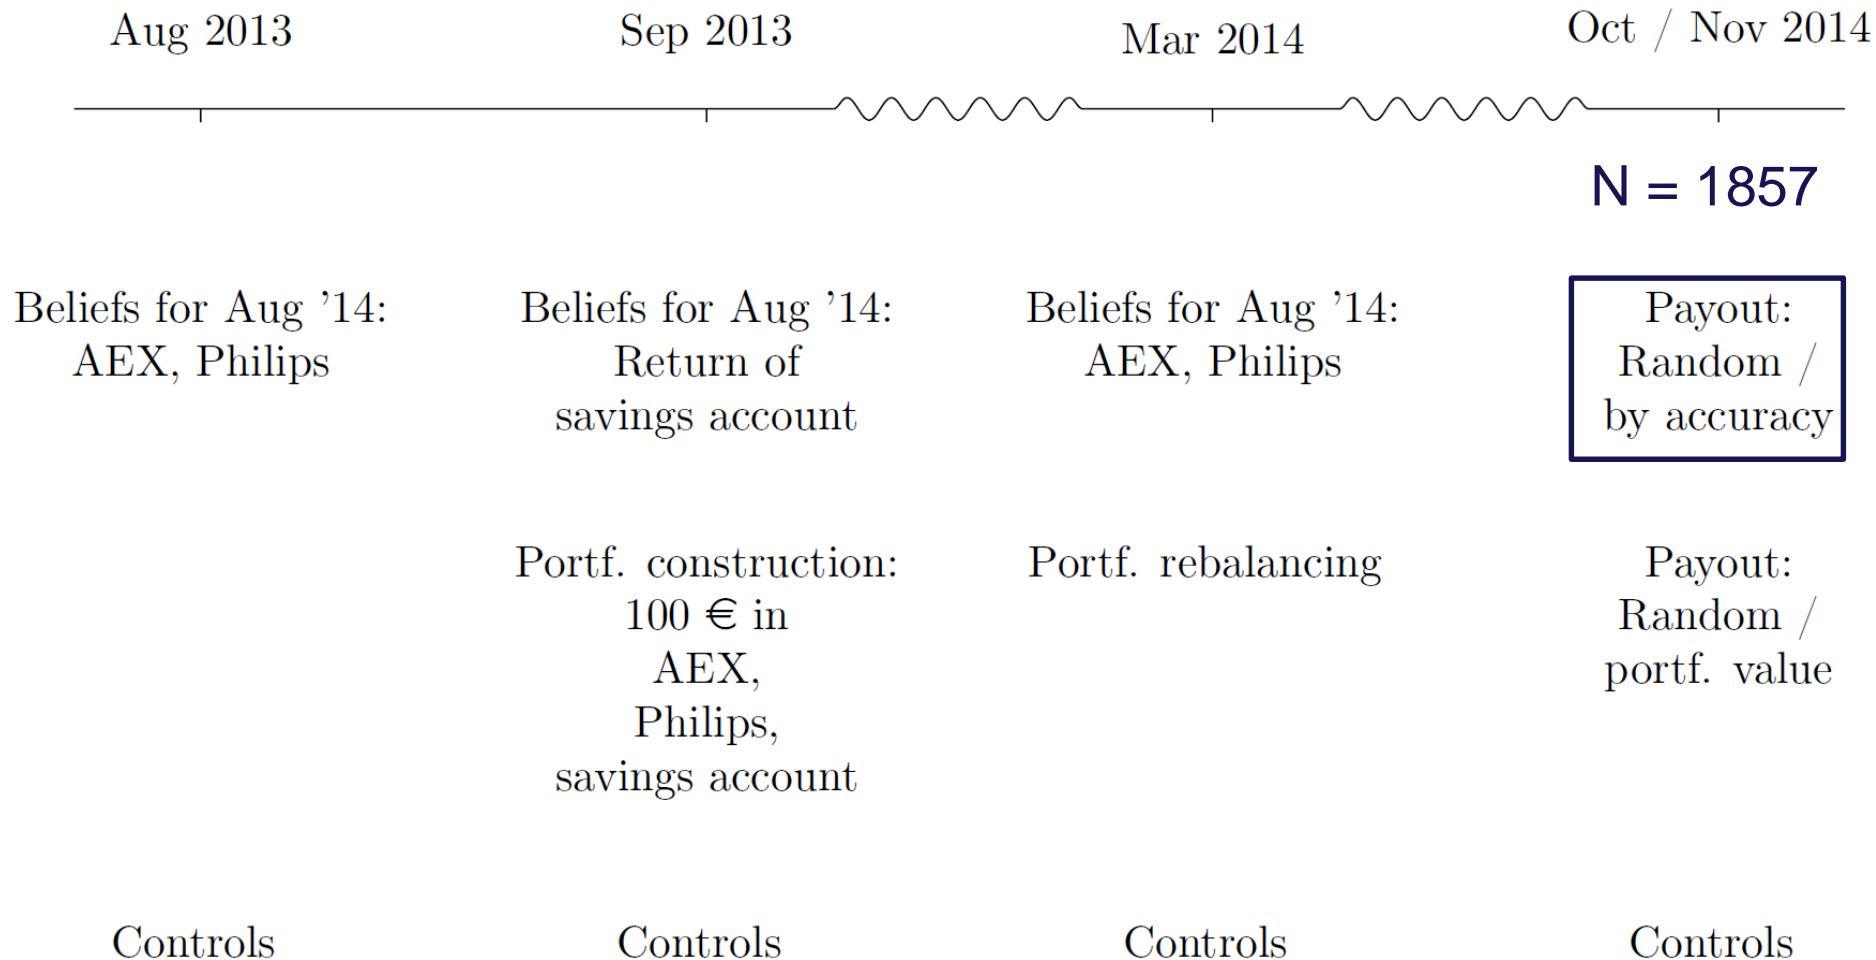 Aug 2013
Sep 2013
Mar 2014
Oct / Nov 2014
N = 1857
Beliefs for Aug ’14:
AEX, Philips
Beliefs for Aug ’14:
Return of
savings account
Beliefs for Aug ’14:
AEX, Philips
Payout:
Random /
by accuracy
Portf. construction:
100 € in
AEX,
Philips,
savings account
Portf. rebalancing
Payout:
Random /
portf. value
Controls
Controls
Controls
Controls